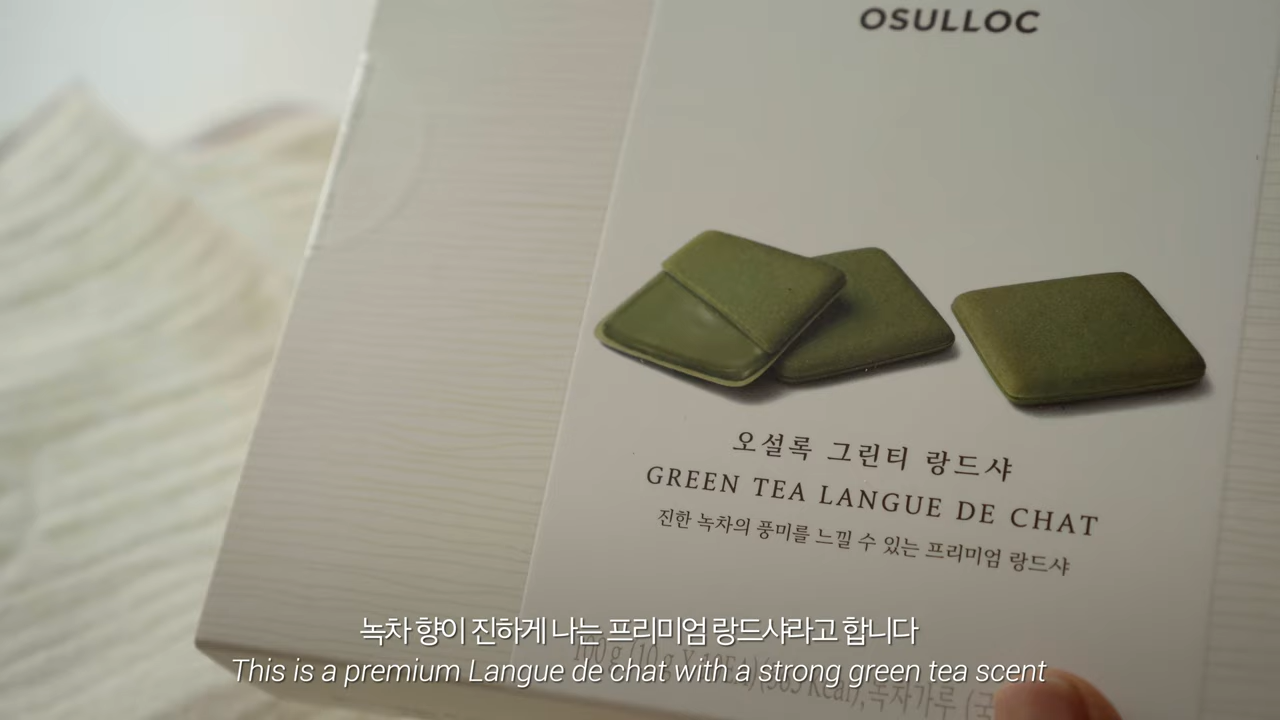 OSULLOC
오설록 그린티 랑드샤
GREEN TEA LANGUE DE CHAT
진한 녹차의 풍미를 느낄 수 있는 프리미엄 랑드샤
녹차 향이 진하게 나는 프리미엄 랑드샤라고 합니다
This is a premium Langue de chat with a strong green tea scent